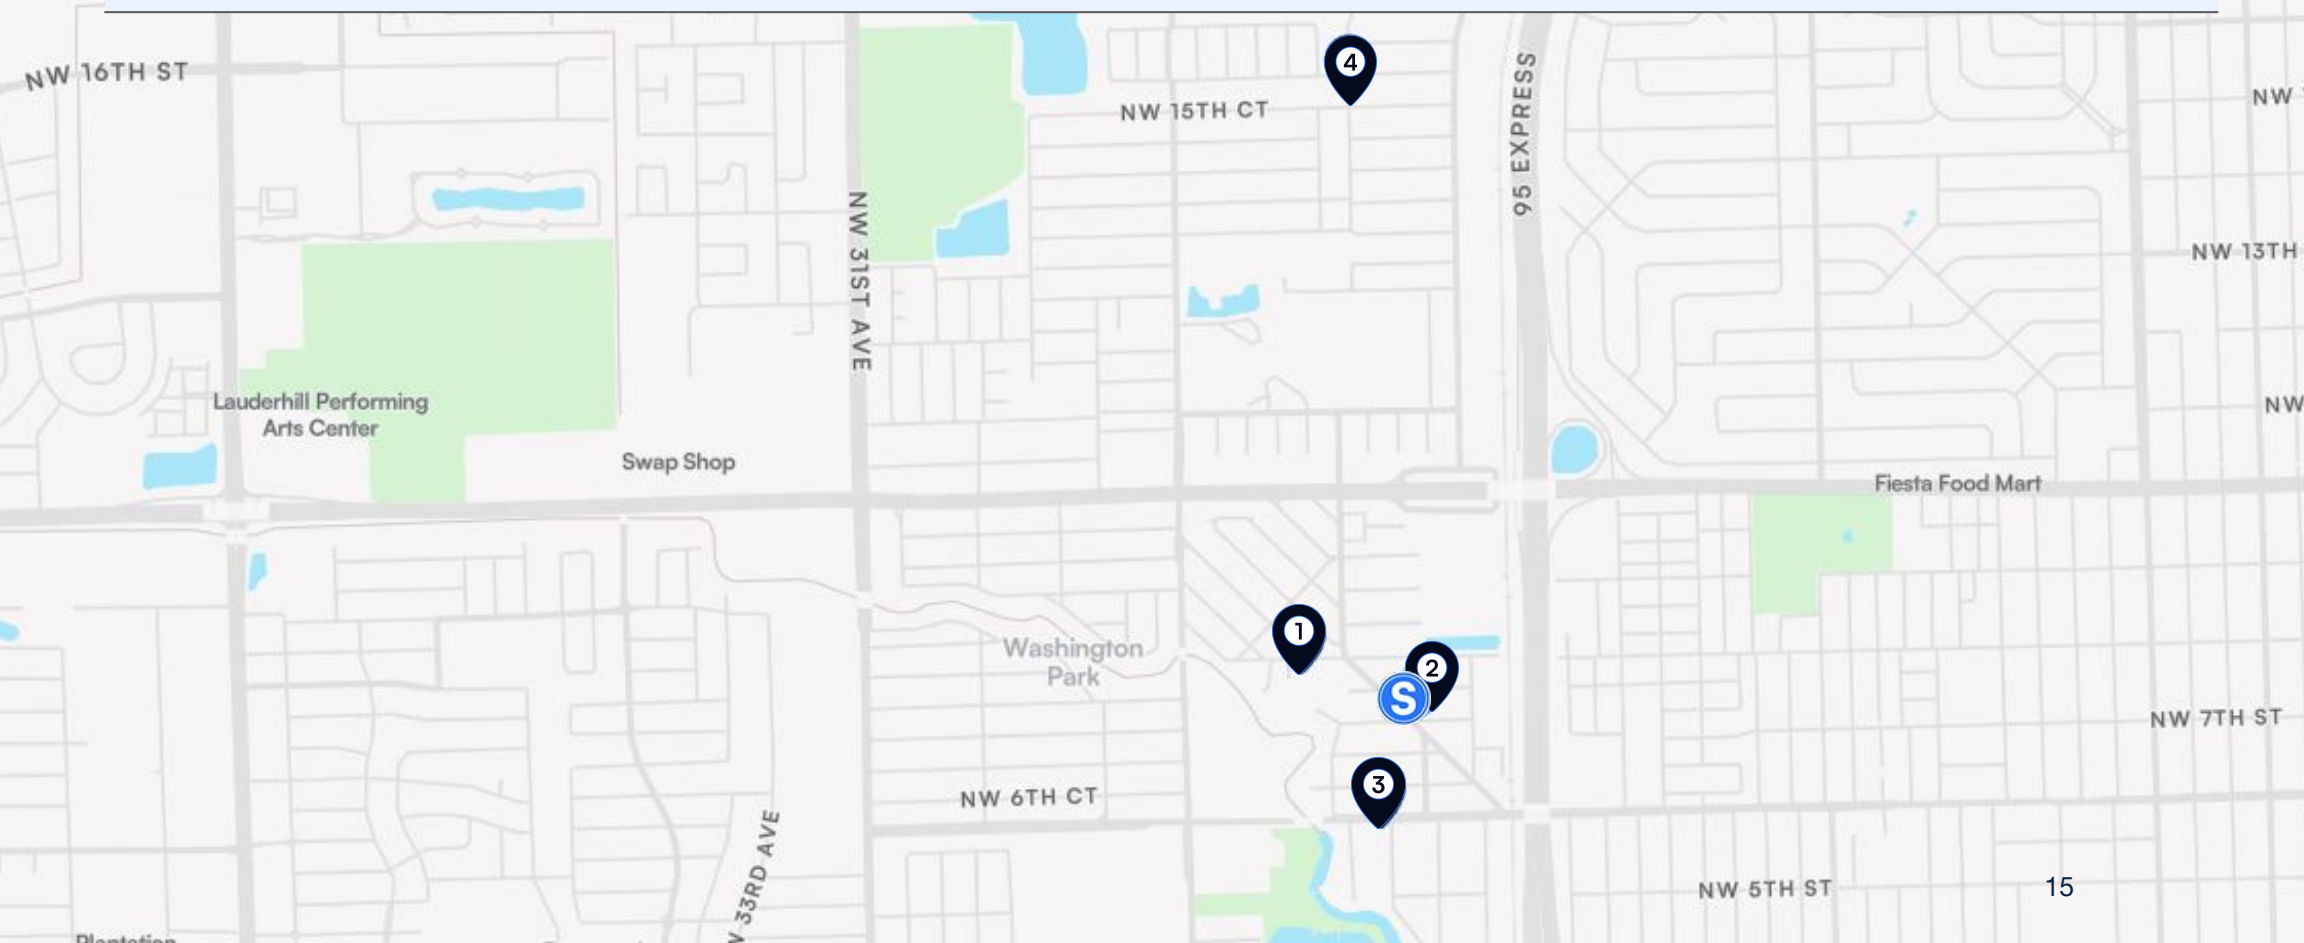 4
NW 16TH ST
NW
NW 15TH CT
95 EXPRESS
NW 31ST AVE
NW 13TH
Lauderhill Performing
Arts Center
NW
Swap Shop
Fiesta Food Mart
1
Washington
Park
2
S
NW 7TH ST
3
NW 6TH CT
33RD AVE
15
NW 5TH ST